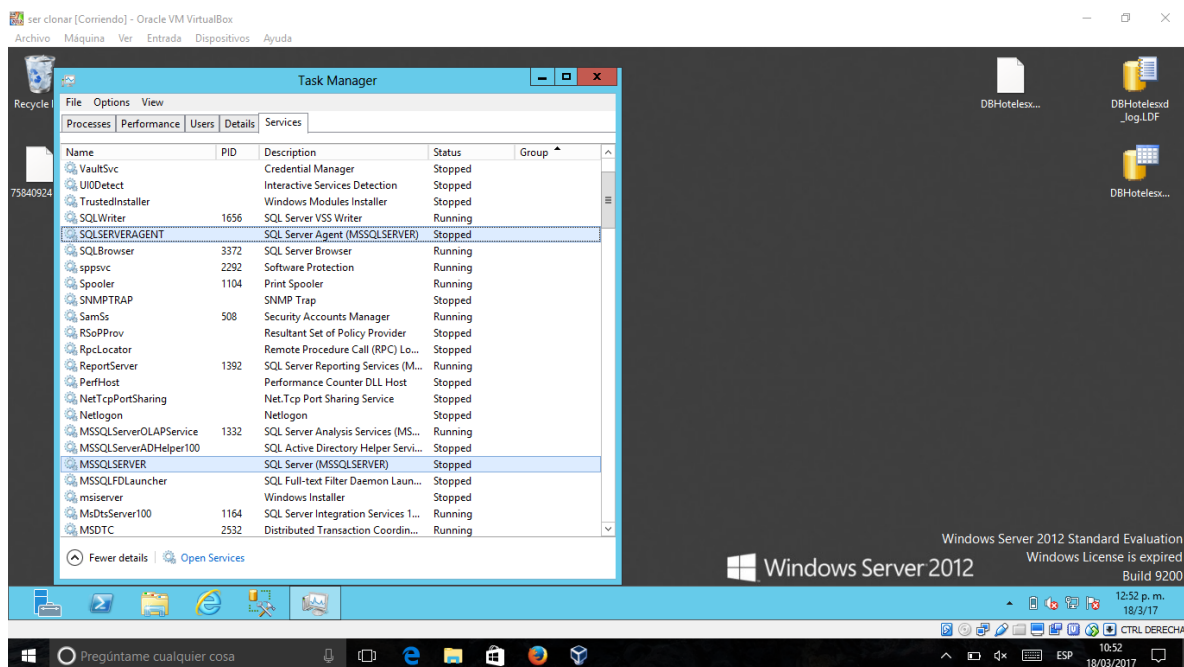 ser clonar [Corriendo] - Oracle VM VirtualBox
Archivo Máquina Ver Entrada Dispositivos Ayuda
Recycle
75840924
Task Manager
File Options View
Processes Performance Users Details Services
Name PID Description Status Group
VaultSvc Credential Manager Stopped
UI0Detect Interactive Services Detection Stopped
TrustedInstaller Windows Modules Installer Stopped
SQLWriter 1656 SQL Server VSS Writer Running
SQLSERVERAGENT SQL Server Agent (MSSQLSERVER) Stopped
SQLBrowser 3372 SQL Server Browser Running
sppsvc 2292 Software Protection Running
Spooler 1104 Print Spooler Running
SNMPTRAP SNMP Trap Stopped
SamSs 508 Security Accounts Manager Running
RSoPProv Resultant Set of Policy Provider Stopped
RpcLocator Remote Procedure Call (RPC) Lo... Stopped
ReportServer 1392 SQL Server Reporting Services (M... Running
PerfHost Performance Counter DLL Host Stopped
NetTcpPortSharing Net.Tcp Port Sharing Service Stopped
Netlogon Netlogon Stopped
MSSQLServerOLAPService 1332 SQL Server Analysis Services (MS... Running
MSSQLServerADHelper100 SQL Active Directory Helper Servi... Stopped
MSSQLSERVER SQL Server (MSSQLSERVER) Stopped
MSSQLFDLauncher SQL Full-text Filter Daemon Laun... Stopped
msiserver Windows Installer Stopped
MsDtsServer100 1164 SQL Server Integration Services 1... Running
MSDTC 2532 Distributed Transaction Coordin... Running
Fewer details Open Services
DBHotelesx...
DBHotelesxd
_log.LDF
DBHotelesx...
Windows Server 2012 Standard Evaluation
Windows License is expired
Build 9200
Windows Server 2012
12:52 p. m.
18/3/17
CTRL DERECHA
Pregúntame cualquier cosa
ESP
10:52
18/03/2017